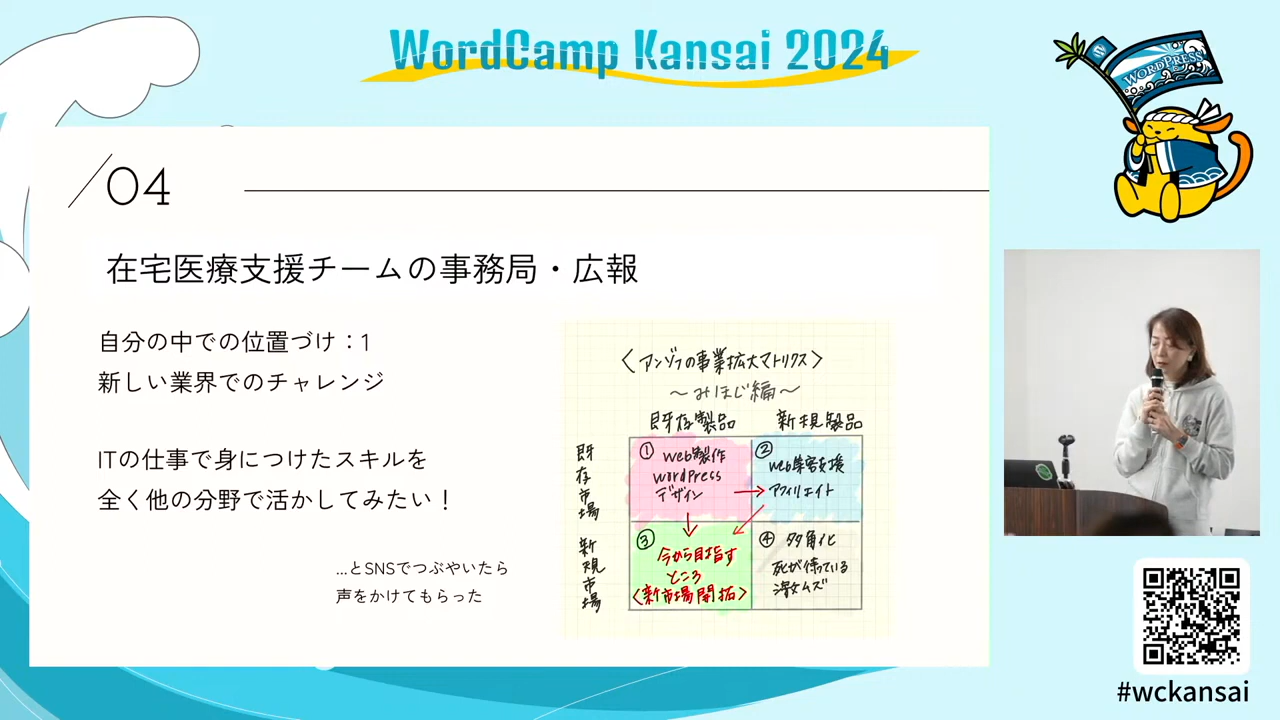 WordCamp Kansai 2024
WORDPRESS
/04
在宅医療支援チームの事務局・広報
自分の中での位置づけ：1
新しい業界でのチャレンジ
ITの仕事で身につけたスキルを
全く他の分野で活かしてみたい！
...とSNSでつぶやいたら
声をかけてもらった
〈アンゾフの事業拡大マトリクス〉
〜みほじ編〜
既存製品 新規製品
既存市場
① web製作
wordPress
デザイン
② web集客支援
アフィリエイト
新規市場
③ 今から目指す
ところ
〈新市場開拓〉
④ 多角化
死が待っている
激ムズ
#wckansai